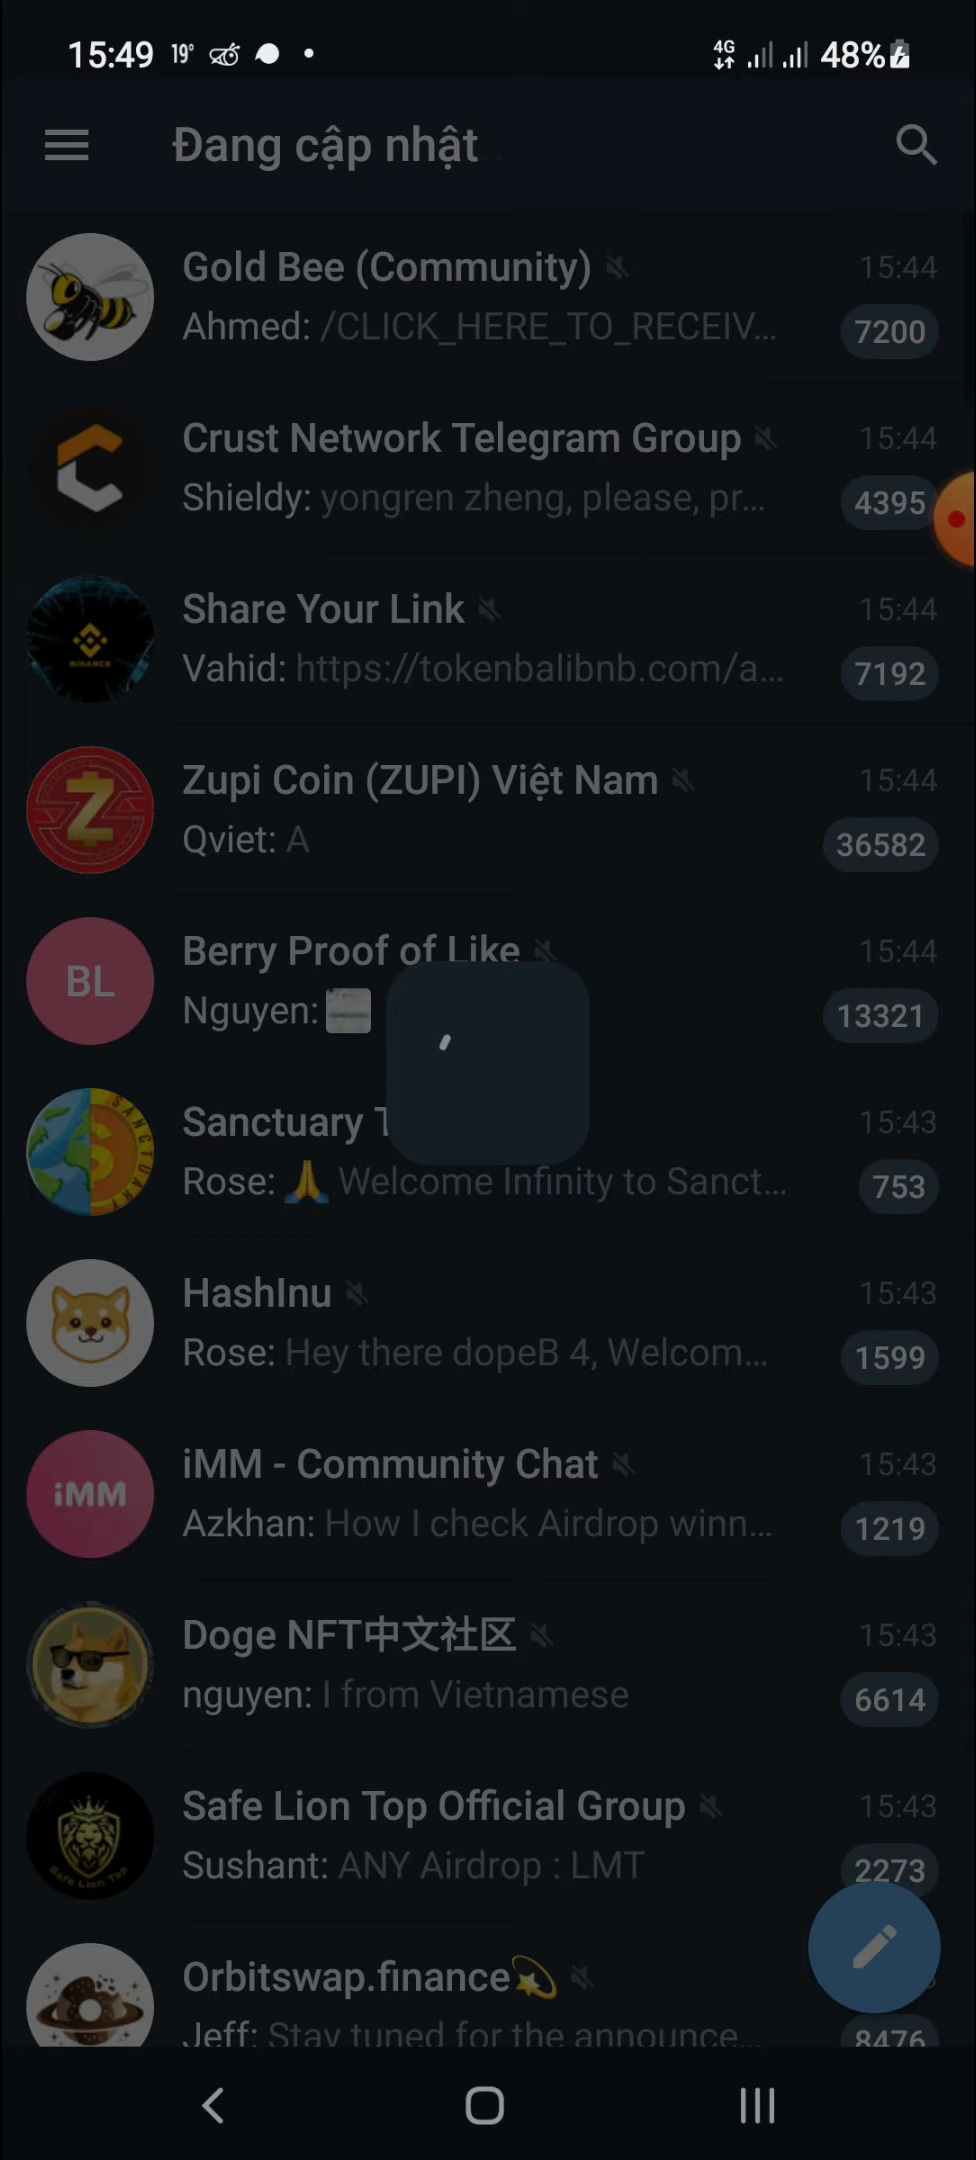 15:49 19° 4G 48%
Đang cập nhật...
Gold Bee (Community) 15:44
Ahmed: /CLICK_HERE_TO_RECEIV... 7200
Crust Network Telegram Group 15:44
Shieldy: yongren zheng, please, pr... 4395
Share Your Link 15:44
BINANCE
Vahid: https://tokenbalibnb.com/a... 7192
Zupi Coin (ZUPI) Việt Nam 15:44
Qviet: A 36582
Berry Proof of Like 15:44
BL
Nguyen: 13321
Sanctuary 15:43
SANCTUARY
Rose: 🙏 Welcome Infinity to Sanct... 753
HashInu 15:43
Rose: Hey there dopeB 4, Welcom... 1599
iMM - Community Chat 15:43
iMM
Azkhan: How I check Airdrop winn... 1219
Doge NFT中文社区 15:43
nguyen: I from Vietnamese 6614
Safe Lion Top Official Group 15:43
Safe Lion Top
Sushant: ANY Airdrop : LMT 2273
Orbitswap.finance💫
Jeff: Stay tuned for the announce... 8476